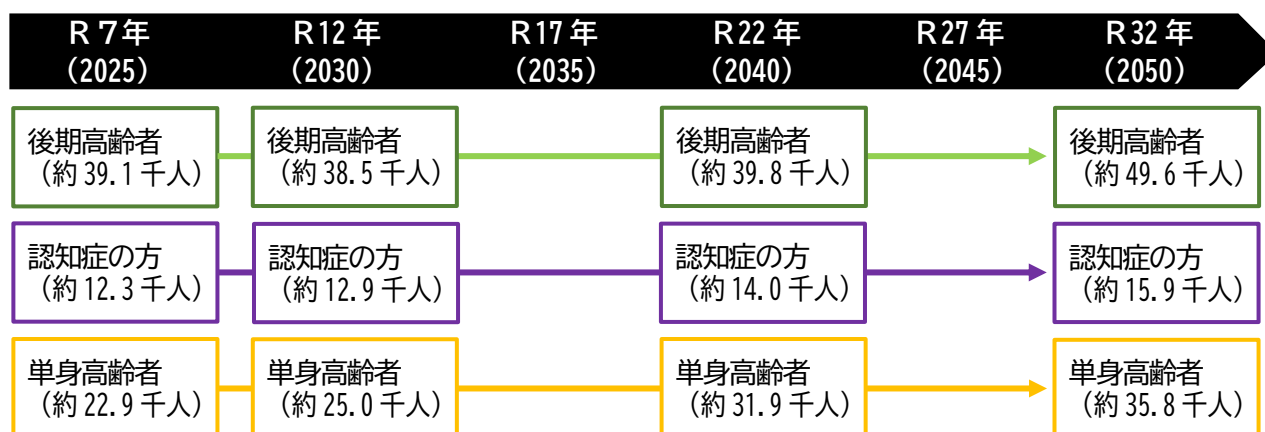 R 7年
(2025)
R12年
(2030)
R17年
(2035)
R22年
(2040)
R27年
(2045)
R32年
(2050)
後期高齢者
(約39.1千人)
後期高齢者
(約38.5千人)
後期高齢者
(約39.8千人)
後期高齢者
(約49.6千人)
認知症の方
(約12.3千人)
認知症の方
(約12.9千人)
認知症の方
(約14.0千人)
認知症の方
(約15.9千人)
単身高齢者
(約22.9千人)
単身高齢者
(約25.0千人)
単身高齢者
(約31.9千人)
単身高齢者
(約35.8千人)